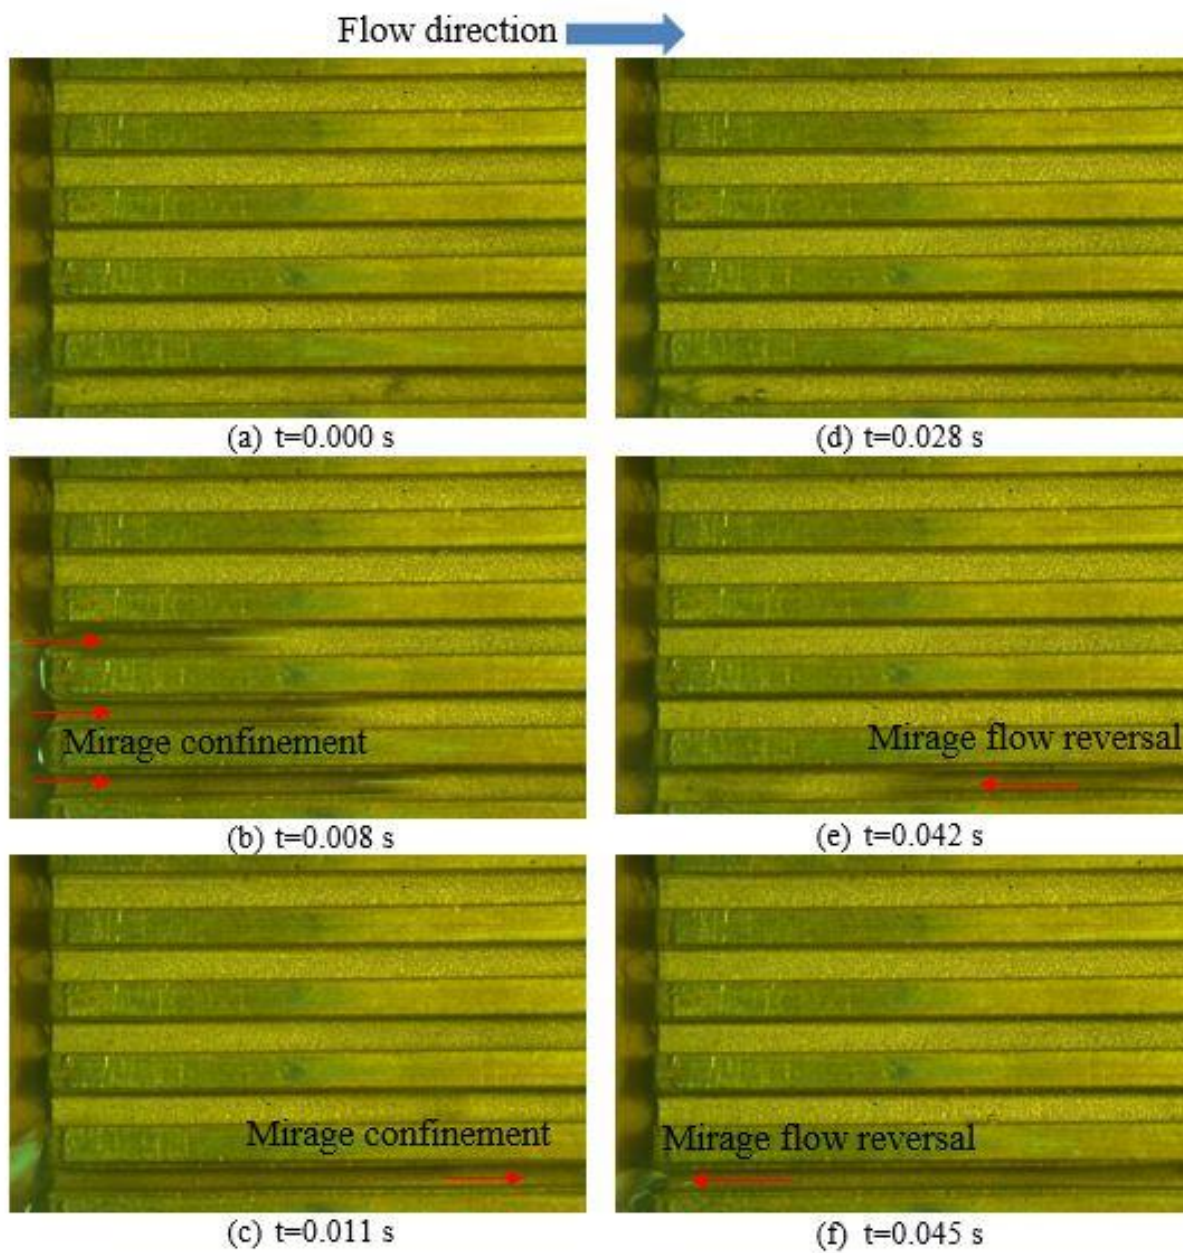 Flow direction
(a) t=0.000 s
(d) t=0.028 s
Mirage confinement
Mirage flow reversal
(b) t=0.008 s
(e) t=0.042 s
Mirage confinement
Mirage flow reversal
(c) t=0.011 s
(f) t=0.045 s